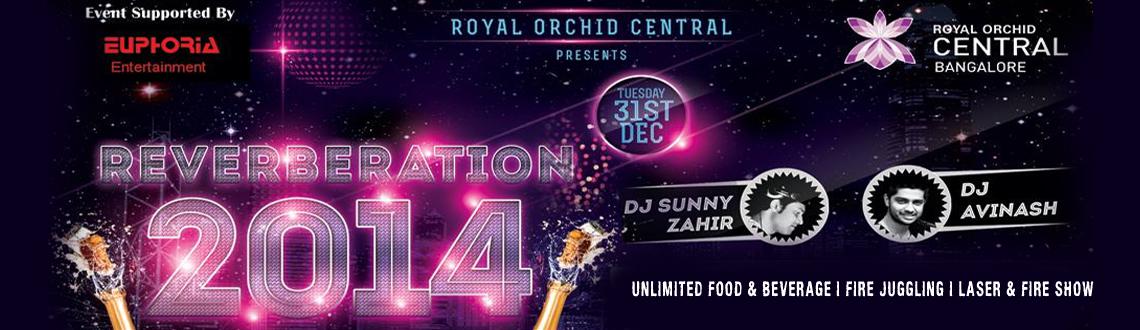 Event Supported By
EUPHORIA
Entertainment
ROYAL ORCHID CENTRAL
PRESENTS
ROYAL ORCHID
CENTRAL
BANGALORE
TUESDAY
31ST
DEC
REVERBERATION
2014
DJ SUNNY
ZAHIR
DJ
AVINASH
UNLIMITED FOOD & BEVERAGE I FIRE JUGGLING I LASER & FIRE SHOW